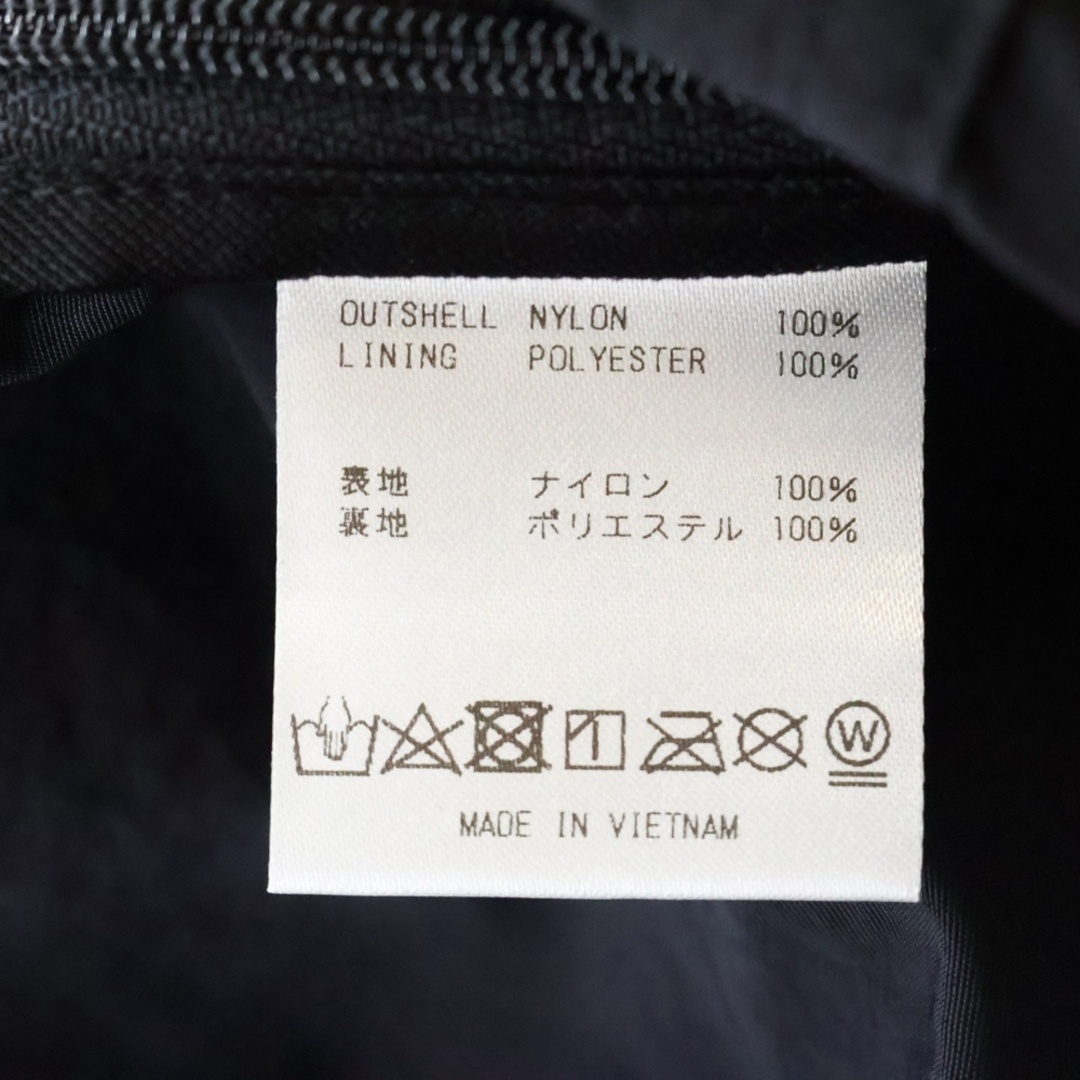 OUTSHELL NYLON 100%
LINING POLYESTER 100%
表地 ナイロン 100%
裏地 ポリエステル 100%
W
MADE IN VIETNAM